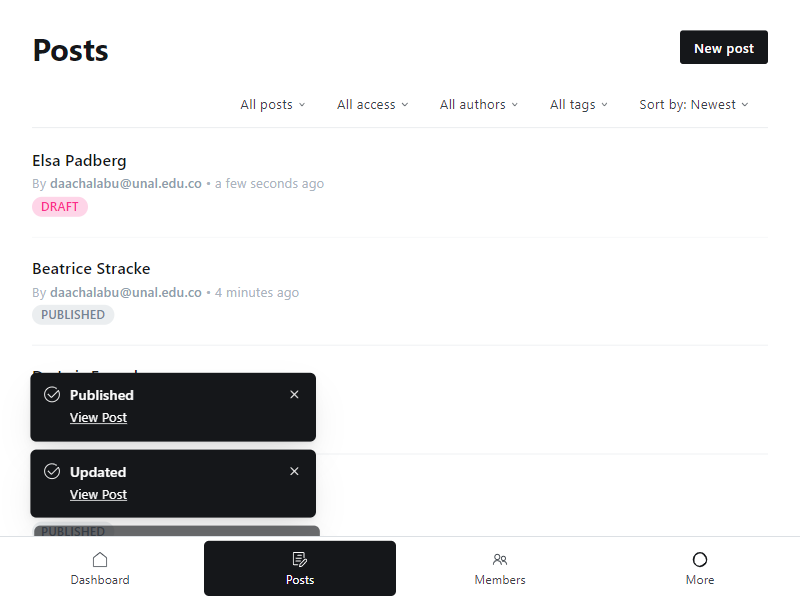 Posts
New post
All posts
All access
All authors
All tags
Sort by: Newest
Elsa Padberg
By daachalabu@unal.edu.co • a few seconds ago
DRAFT
Beatrice Stracke
By daachalabu@unal.edu.co • 4 minutes ago
PUBLISHED
Published
View Post
Updated
View Post
PUBLISHED
Dashboard
Posts
Members
More